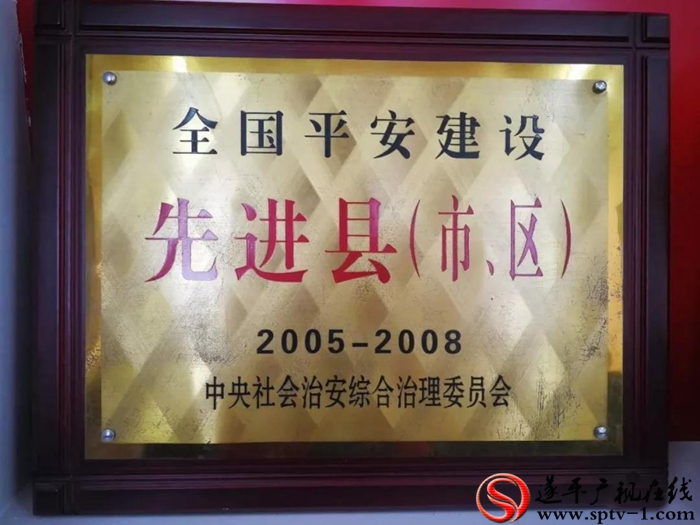 全国平安建设
先进县(市、区)
2005-2008
中央社会治安综合治理委员会
遂平广视在线
www.sptv-1.com